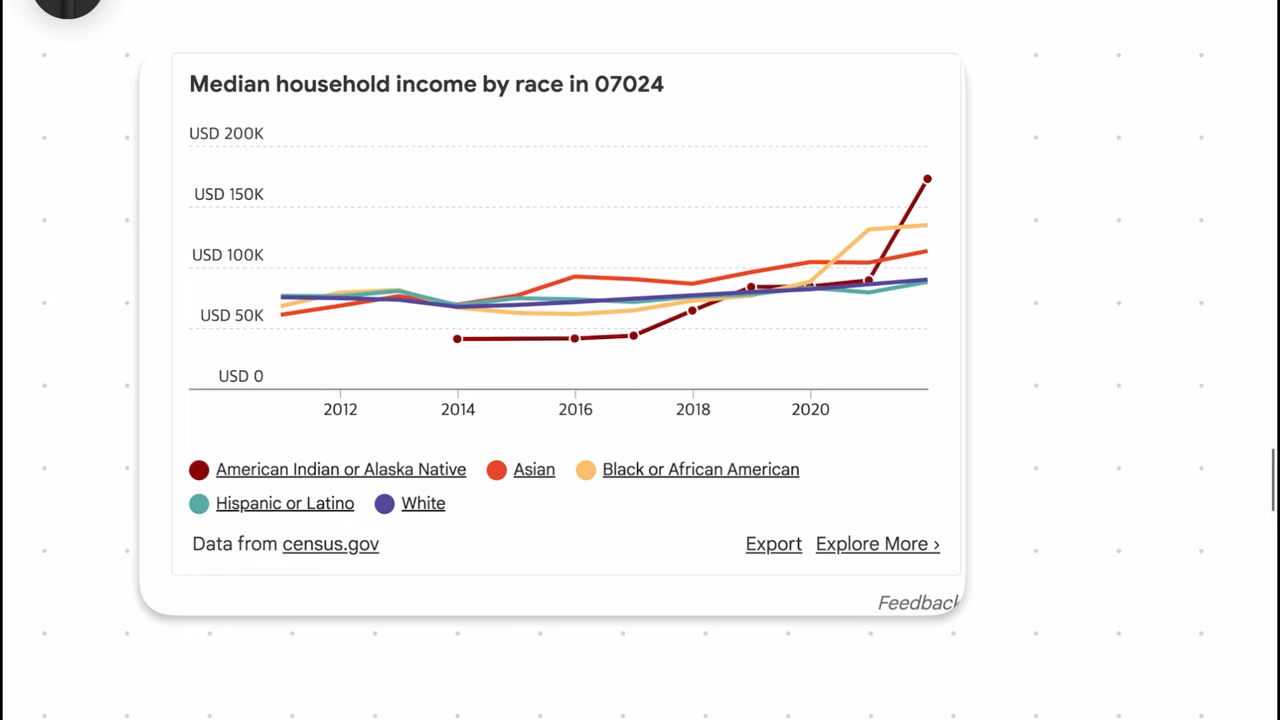 Median household income by race in 07024
USD 200K
USD 150K
USD 100K
USD 50K
USD 0
2012 2014 2016 2018 2020
American Indian or Alaska Native Asian Black or African American
Hispanic or Latino White
Data from census.gov Export Explore More ›
Feedback